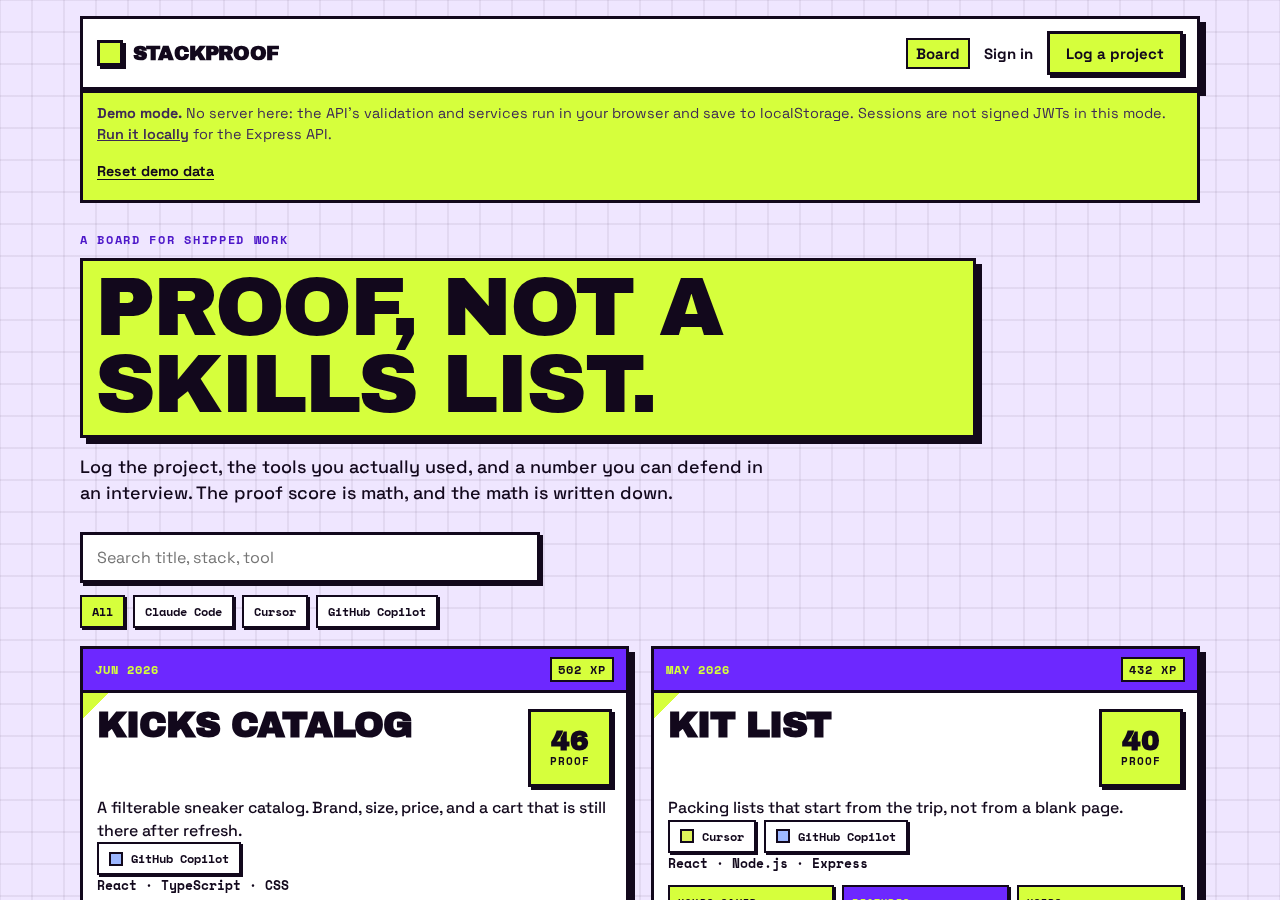 STACKPROOF
Board
Sign in
Log a project
Demo mode. No server here: the API's validation and services run in your browser and save to localStorage. Sessions are not signed JWTs in this mode.
Run it locally for the Express API.
Reset demo data
A BOARD FOR SHIPPED WORK
PROOF, NOT A
SKILLS LIST.
Log the project, the tools you actually used, and a number you can defend in
an interview. The proof score is math, and the math is written down.
Search title, stack, tool
All
Claude Code
Cursor
GitHub Copilot
JUN 2026
502 XP
KICKS CATALOG
46
PROOF
A filterable sneaker catalog. Brand, size, price, and a cart that is still
there after refresh.
GitHub Copilot
React · TypeScript · CSS
MAY 2026
432 XP
KIT LIST
40
PROOF
Packing lists that start from the trip, not from a blank page.
Cursor
GitHub Copilot
React · Node.js · Express